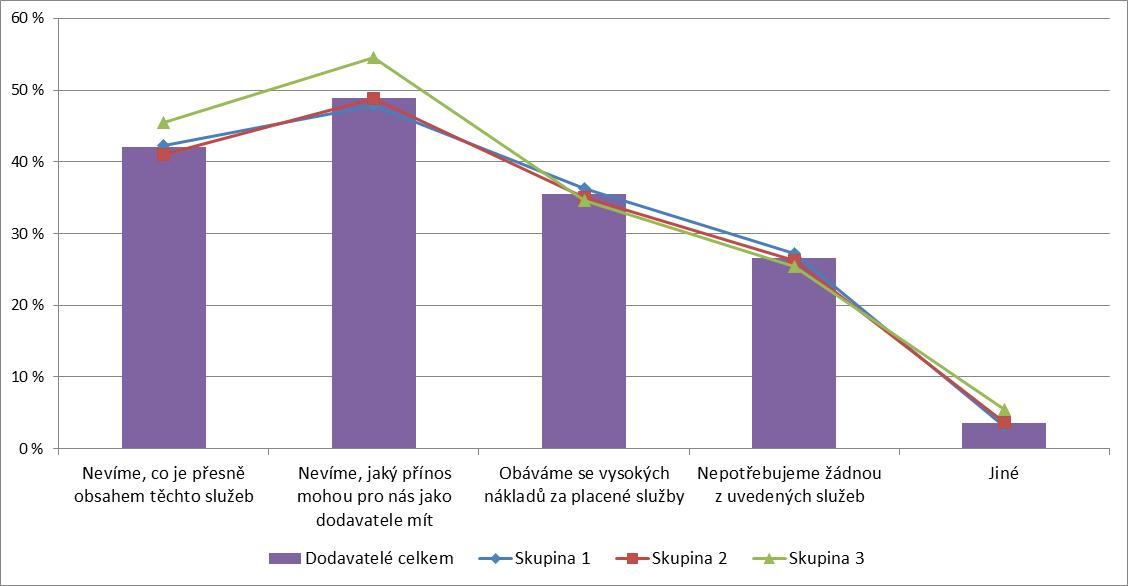 60 %
50 %
40 %
30 %
20 %
10 %
0 %
Nevíme, co je přesně
obsahem těchto služeb
Nevíme, jaký přínos
mohou pro nás jako
dodavatele mít
Obáváme se vysokých
nákladů za placené služby
Nepotřebujeme žádnou
z uvedených služeb
Jiné
Dodavatelé celkem Skupina 1 Skupina 2 Skupina 3